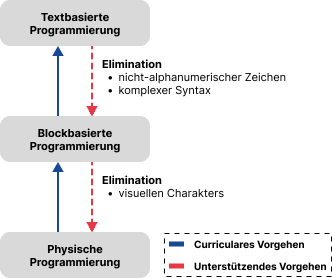 Textbasierte
Programmierung
Elimination
• nicht-alphanumerischer Zeichen
• komplexer Syntax
Blockbasierte
Programmierung
Elimination
• visuellen Charakters
Physische
Programmierung
Curriculares Vorgehen
Unterstützendes Vorgehen